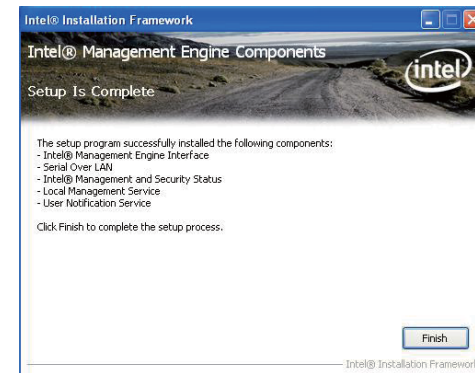 Intel® Installation Framework
Intel® Management Engine Components
intel
Setup Is Complete
The setup program successfully installed the following components:
- Intel® Management Engine Interface
- Serial Over LAN
- Intel® Management and Security Status
- Local Management Service
- User Notification Service
Click Finish to complete the setup process.
Finish
Intel® Installation Framework